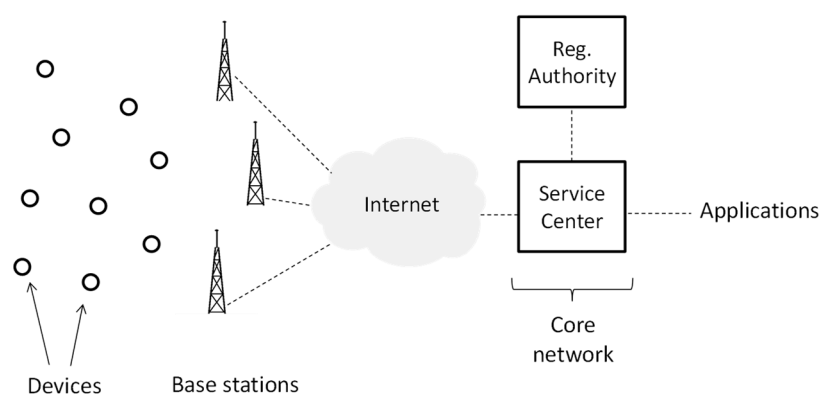 Reg.
Authority
Internet
Service
Center
Applications
Core
network
Devices
Base stations